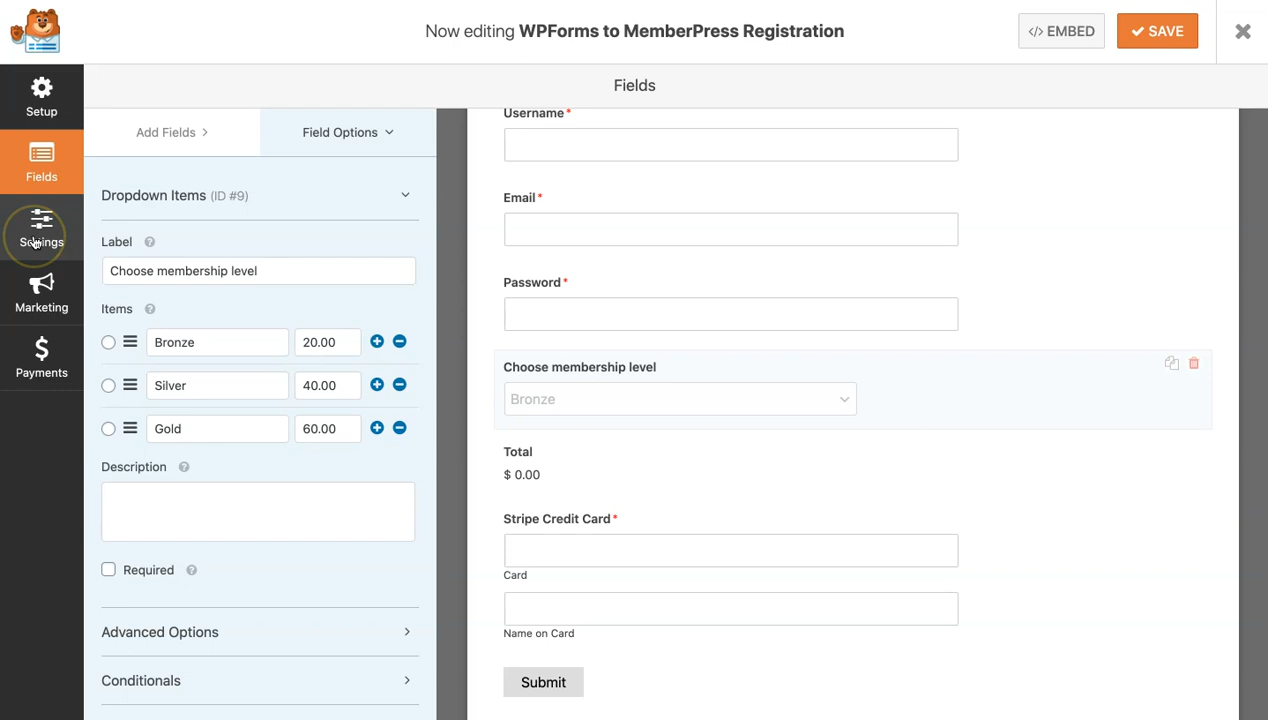 Now editing WPForms to MemberPress Registration
</> EMBED
SAVE
Setup
Fields
Settings
Marketing
Payments
Fields
Add Fields
Field Options
Dropdown Items (ID #9)
Label
Choose membership level
Items
Bronze 20.00
Silver 40.00
Gold 60.00
Description
Required
Advanced Options
Conditionals
Username*
Email*
Password*
Choose membership level
Bronze
Total
$ 0.00
Stripe Credit Card*
Card
Name on Card
Submit